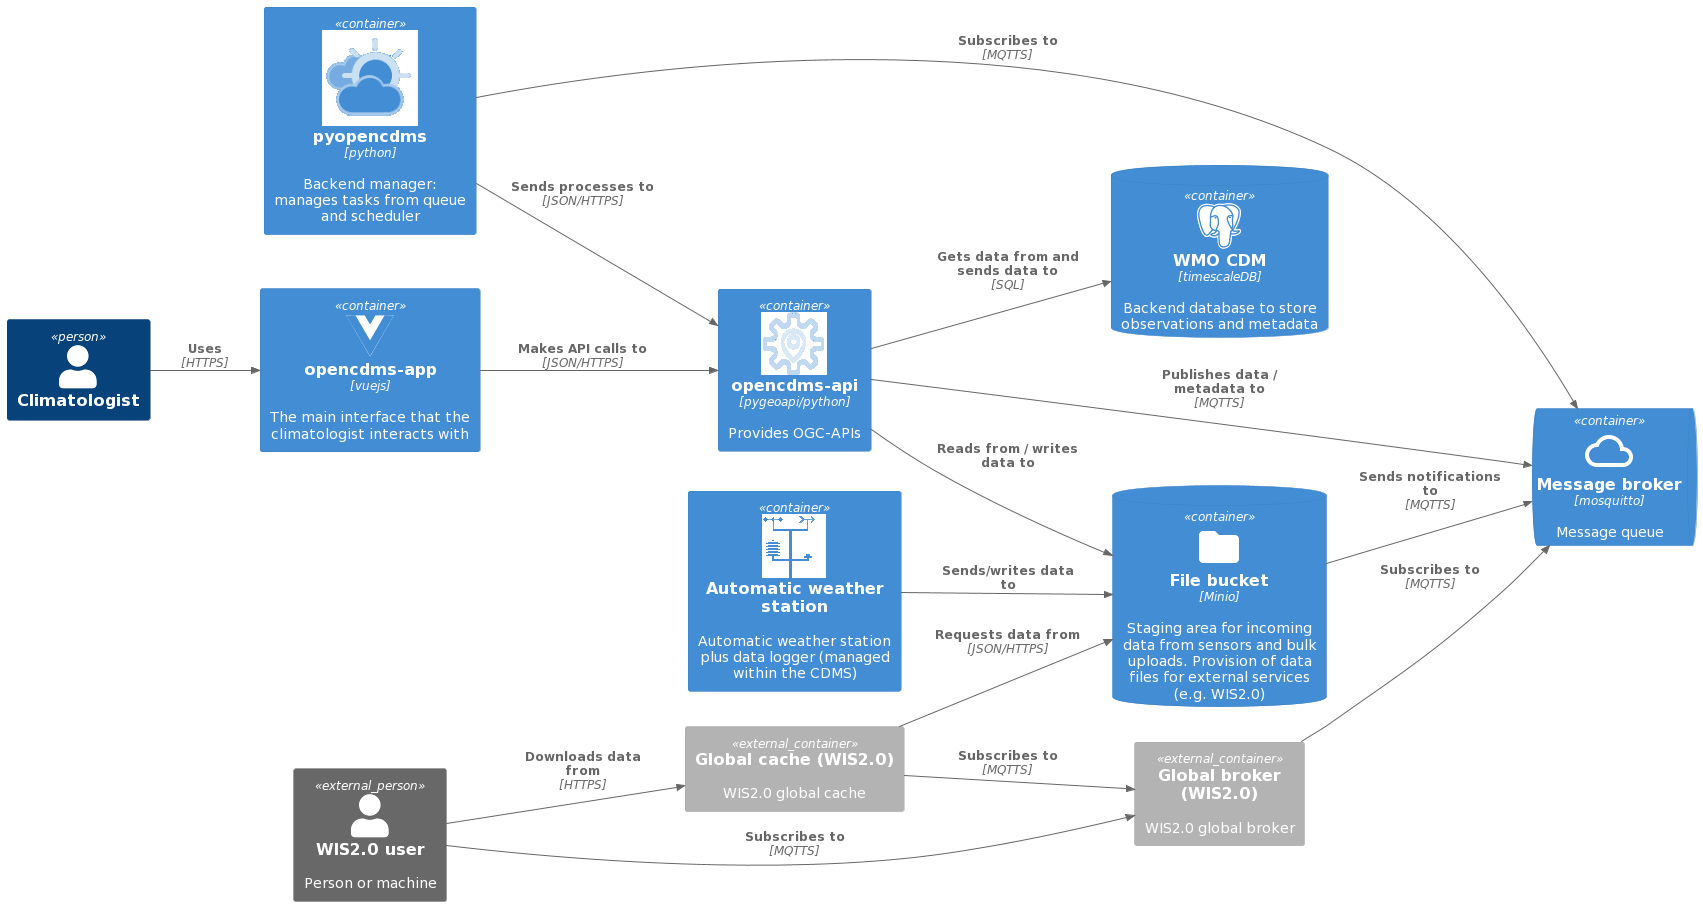 «container»
pyopencdms
[python]
Backend manager:
manages tasks from queue
and scheduler
Subscribes to
[MQTTS]
Sends processes to
[JSON/HTTPS]
«container»
WMO CDM
[timescaleDB]
Backend database to store
observations and metadata
Gets data from and
sends data to
[SQL]
«person»
Climatologist
Uses
[HTTPS]
«container»
opencdms-app
[vuejs]
The main interface that the
climatologist interacts with
Makes API calls to
[JSON/HTTPS]
«container»
opencdms-api
[pygeoapi/python]
Provides OGC-APIs
Publishes data /
metadata to
[MQTTS]
Reads from / writes
data to
«container»
Message broker
[mosquitto]
Message queue
Sends notifications
to
[MQTTS]
«container»
Automatic weather
station
Automatic weather station
plus data logger (managed
within the CDMS)
Sends/writes data
to
«container»
File bucket
[Minio]
Staging area for incoming
data from sensors and bulk
uploads. Provision of data
files for external services
(e.g. WIS2.0)
Subscribes to
[MQTTS]
Requests data from
[JSON/HTTPS]
«external_container»
Global cache (WIS2.0)
WIS2.0 global cache
Subscribes to
[MQTTS]
«external_container»
Global broker
(WIS2.0)
WIS2.0 global broker
Downloads data
from
[HTTPS]
«external_person»
WIS2.0 user
Person or machine
Subscribes to
[MQTTS]